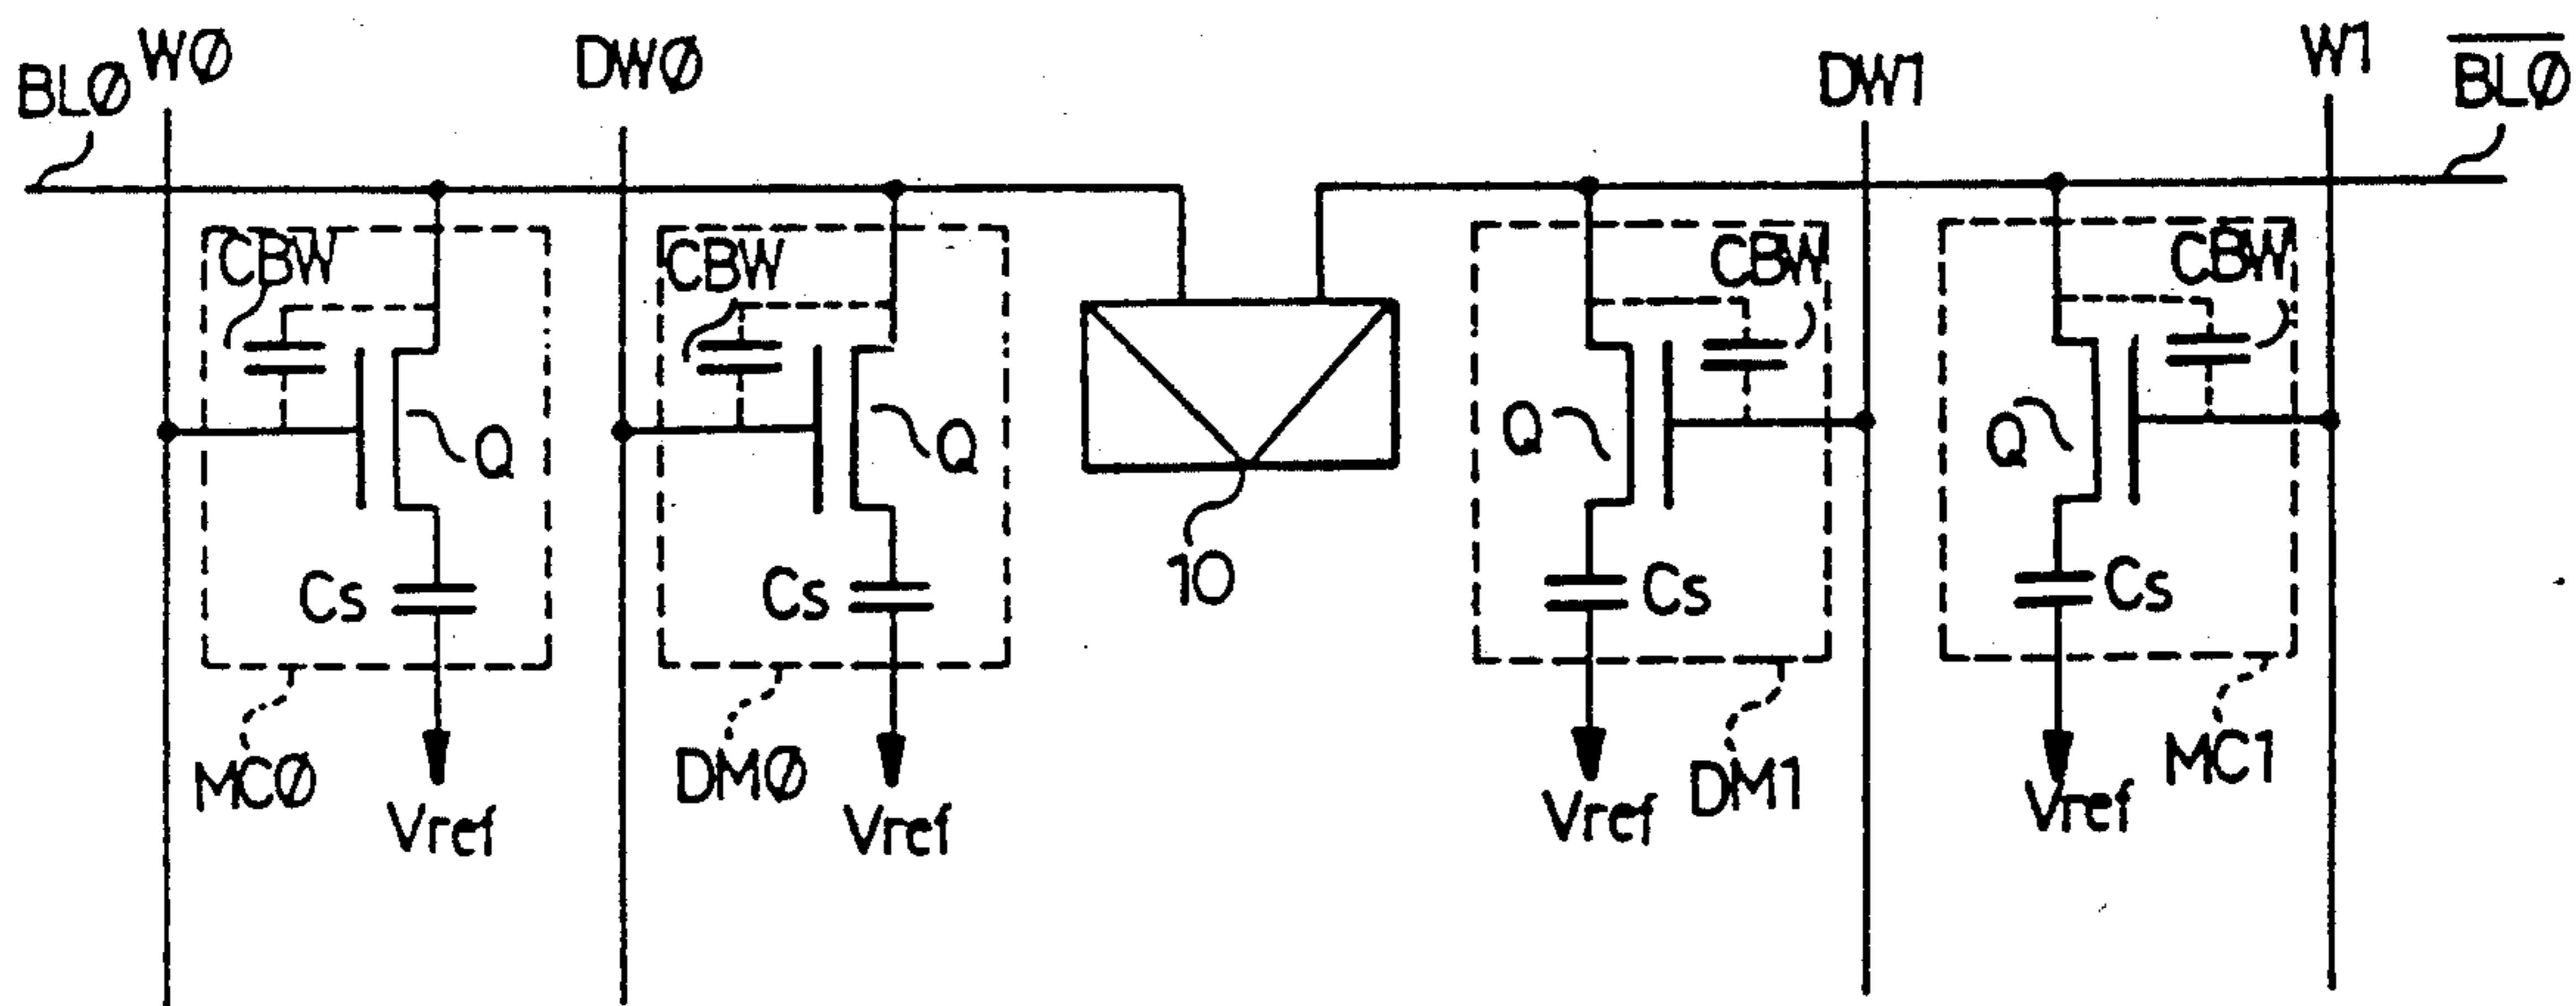 BLØ WØ DWØ DW1 W1 B̅L̅Ø̅
CBW CBW CBW CBW
Q Q Q Q
Cs Cs 10 Cs Cs
MCØ DMØ DM1 MC1
Vref Vref Vref Vref